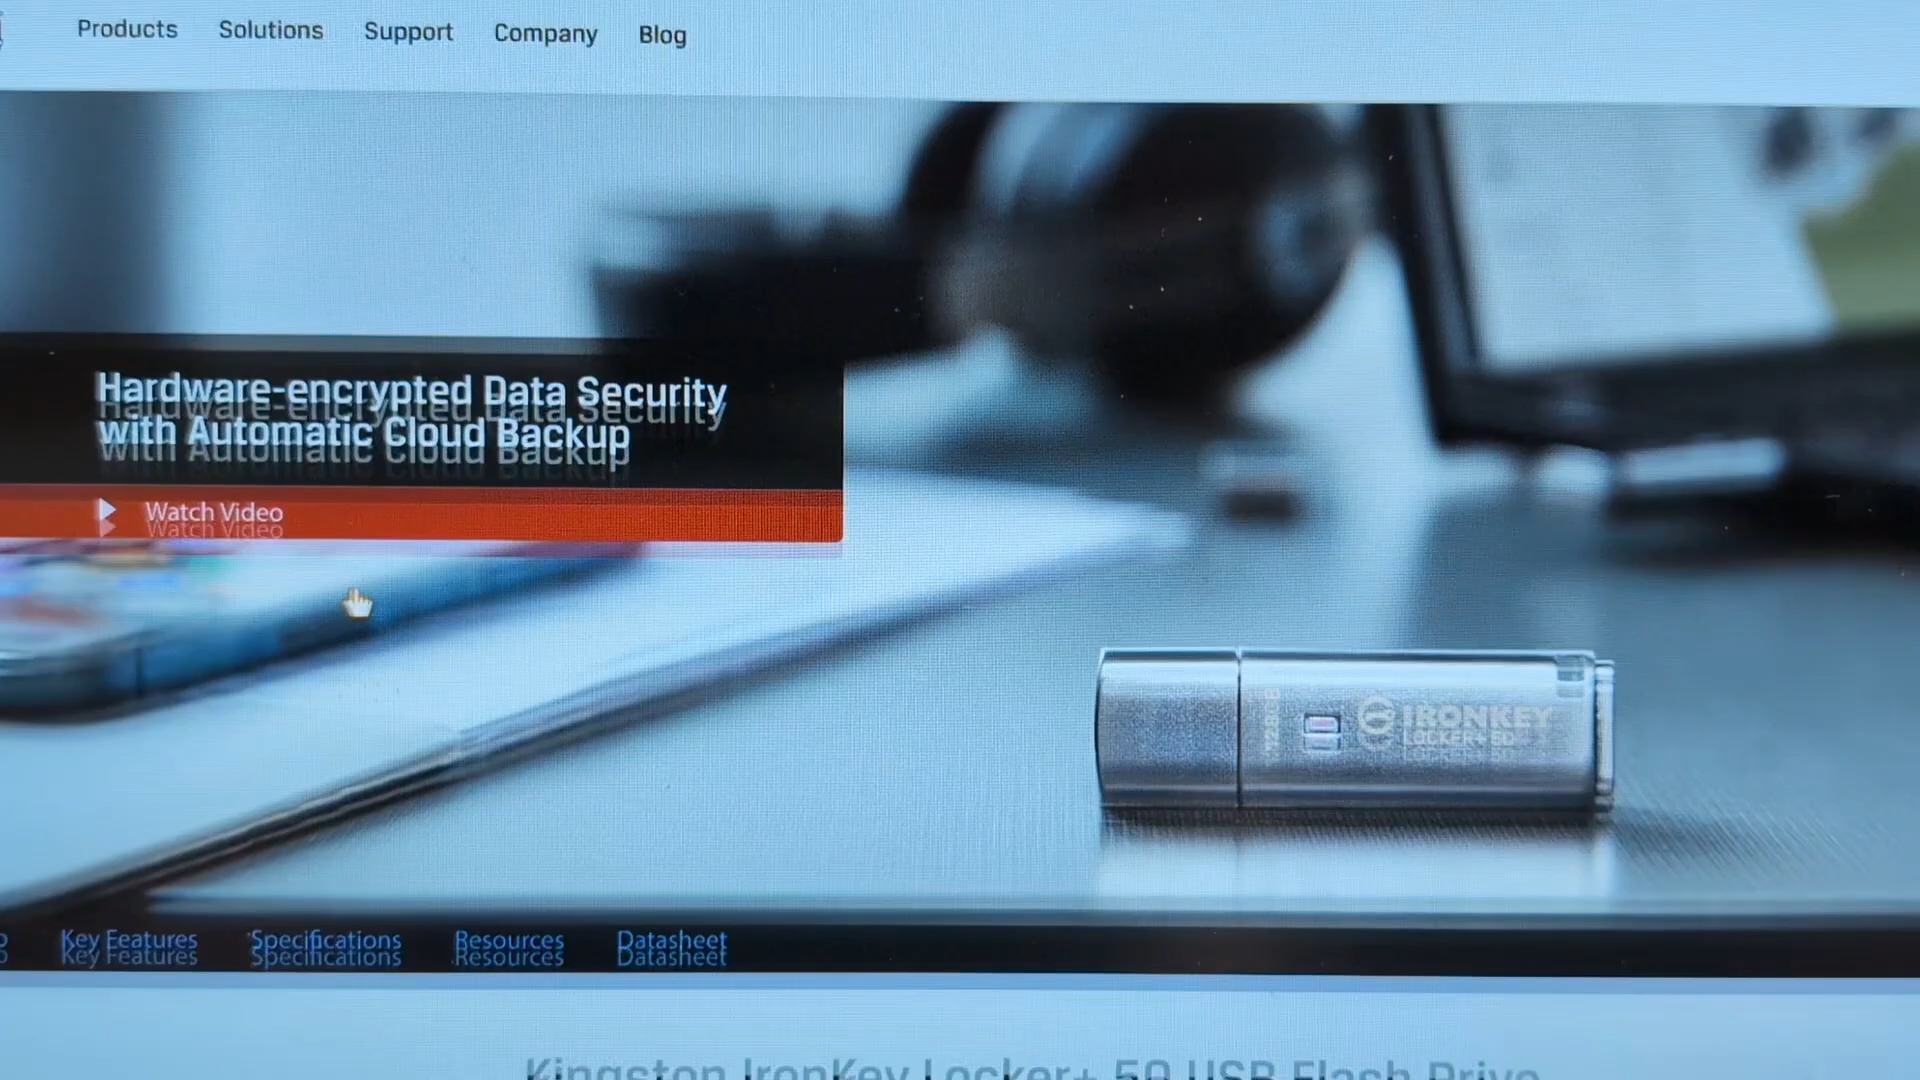 Products Solutions Support Company Blog
Hardware-encrypted Data Security
with Automatic Cloud Backup
Watch Video
128GB
IRONKEY
LOCKER+ 50
Key Features Specifications Resources Datasheet
Kingston IronKey Locker+ 50 USB Flash Drive